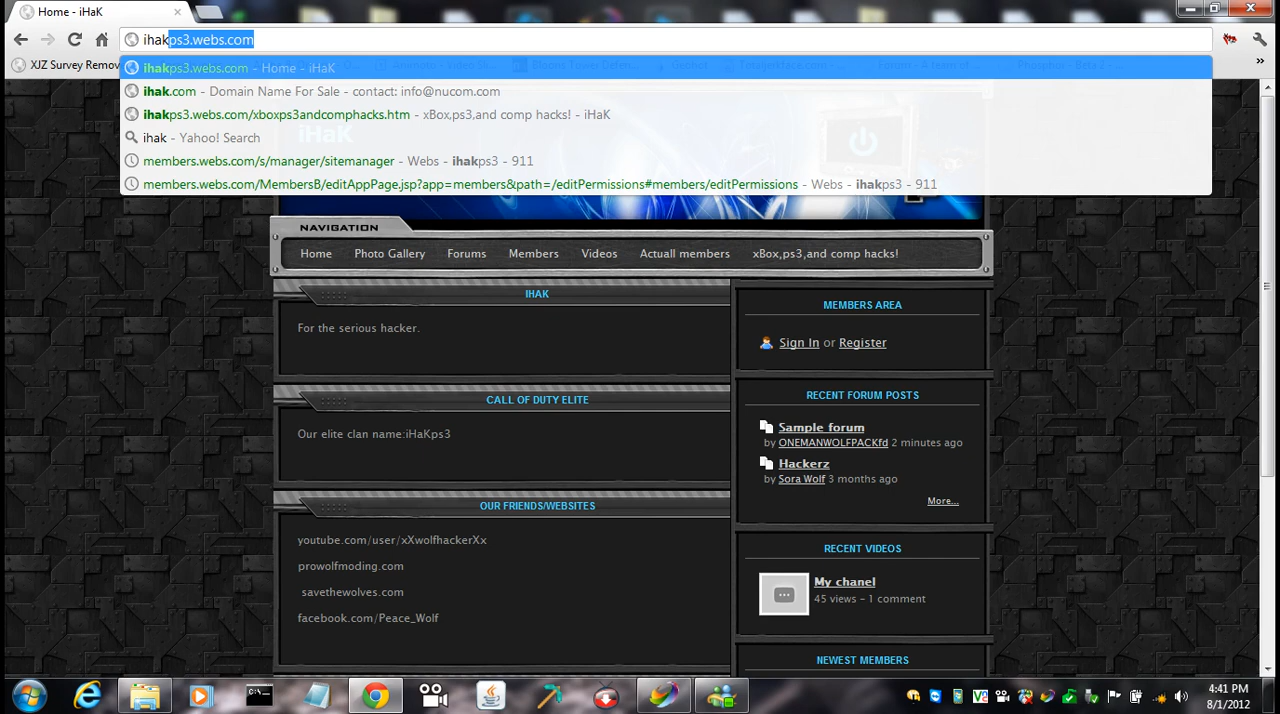 Home - iHaK
ihakps3.webs.com
XJZ Survey Remov
ihakps3.webs.com - Home - iHaK
ihak.com - Domain Name For Sale - contact: info@nucom.com
ihakps3.webs.com/xboxps3andcomphacks.htm - xBox,ps3,and comp hacks! - iHaK
ihak - Yahoo! Search
members.webs.com/s/manager/sitemanager - Webs - ihakps3 - 911
members.webs.com/MembersB/editAppPage.jsp?app=members&path=/editPermissions#members/editPermissions - Webs - ihakps3 - 911
iHaK
NAVIGATION
Home Photo Gallery Forums Members Videos Actuall members xBox,ps3,and comp hacks!
IHAK
For the serious hacker.
CALL OF DUTY ELITE
Our elite clan name:iHaKps3
OUR FRIENDS/WEBSITES
youtube.com/user/xXwolfhackerXx
prowolfmoding.com
savethewolves.com
facebook.com/Peace_Wolf
MEMBERS AREA
Sign In or Register
RECENT FORUM POSTS
Sample forum
by ONEMANWOLFPACKfd 2 minutes ago
Hackerz
by Sora Wolf 3 months ago
More...
RECENT VIDEOS
My chanel
45 views - 1 comment
NEWEST MEMBERS
4:41 PM
8/1/2012